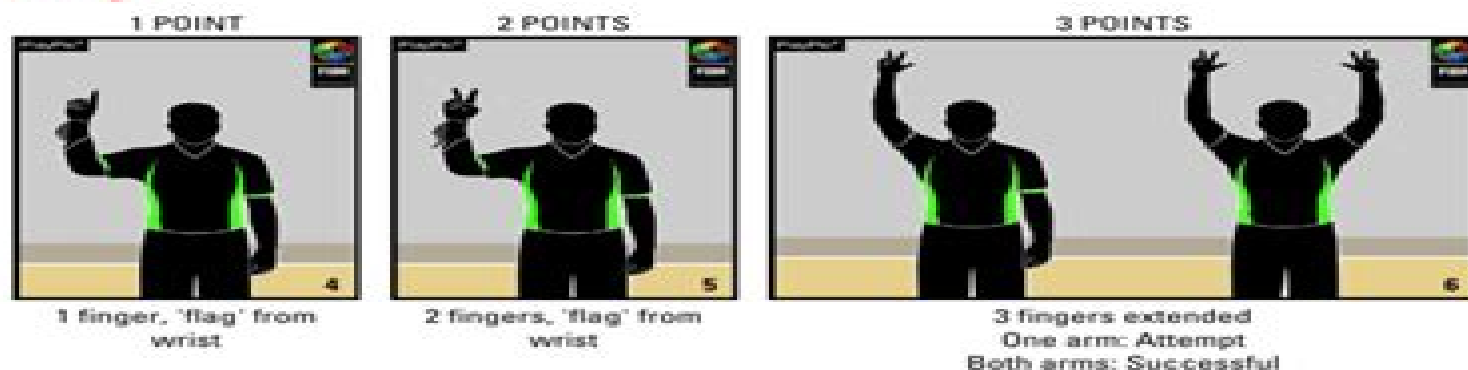 1 POINT
2 POINTS
3 POINTS
4
5
6
1 finger, 'flag' from
wrist
2 fingers, 'flag' from
wrist
3 fingers extended
One arm: Attempt
Both arms: Successful